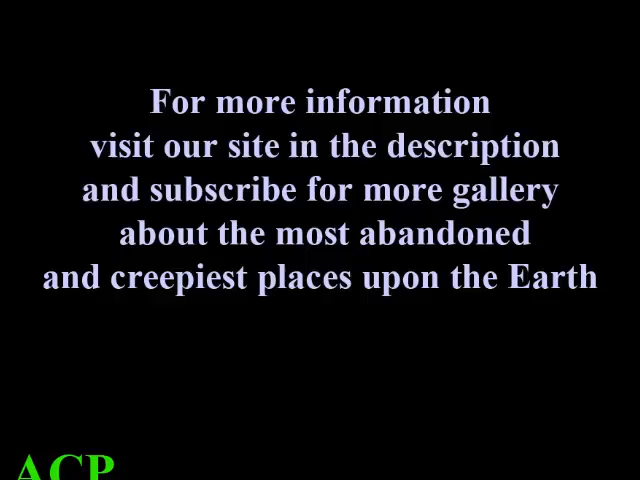 For more information
visit our site in the description
and subscribe for more gallery
about the most abandoned
and creepiest places upon the Earth
ACP